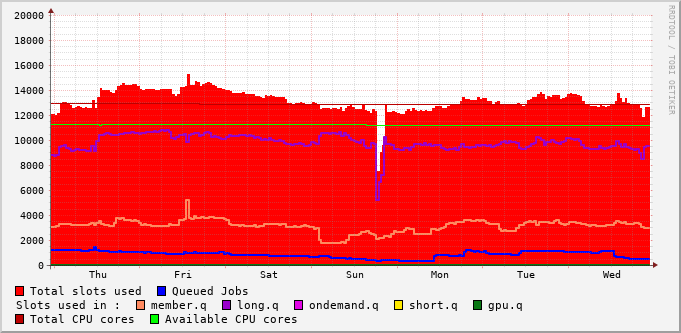 20000
18000
16000
14000
12000
10000
8000
6000
4000
2000
0
Thu Fri Sat Sun Mon Tue Wed
RRDTOOL / TOBI OETIKER
Total slots used Queued Jobs
Slots used in : member.q long.q ondemand.q short.q gpu.q
Total CPU cores Available CPU cores